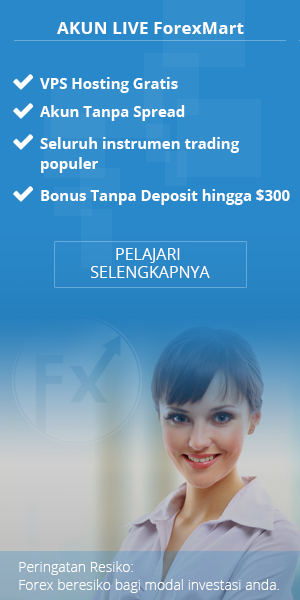 AKUN LIVE ForexMart
VPS Hosting Gratis
Akun Tanpa Spread
Seluruh instrumen trading
populer
Bonus Tanpa Deposit hingga $300
PELAJARI
SELENGKAPNYA
Fx
Peringatan Resiko:
Forex beresiko bagi modal investasi anda.